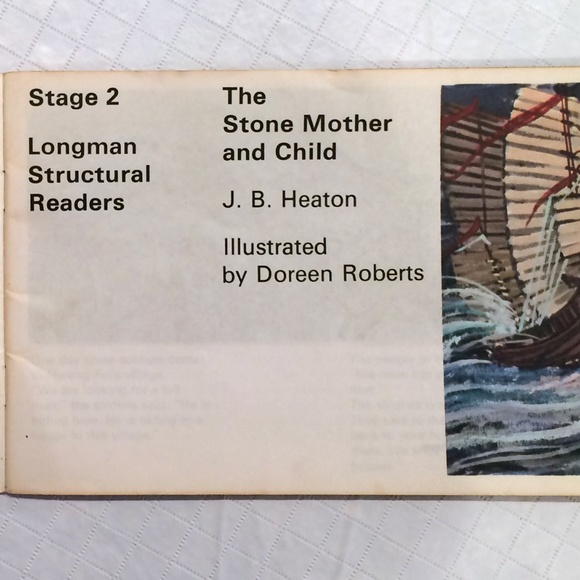 Stage 2
Longman
Structural
Readers
The
Stone Mother
and Child
J. B. Heaton
Illustrated
by Doreen Roberts